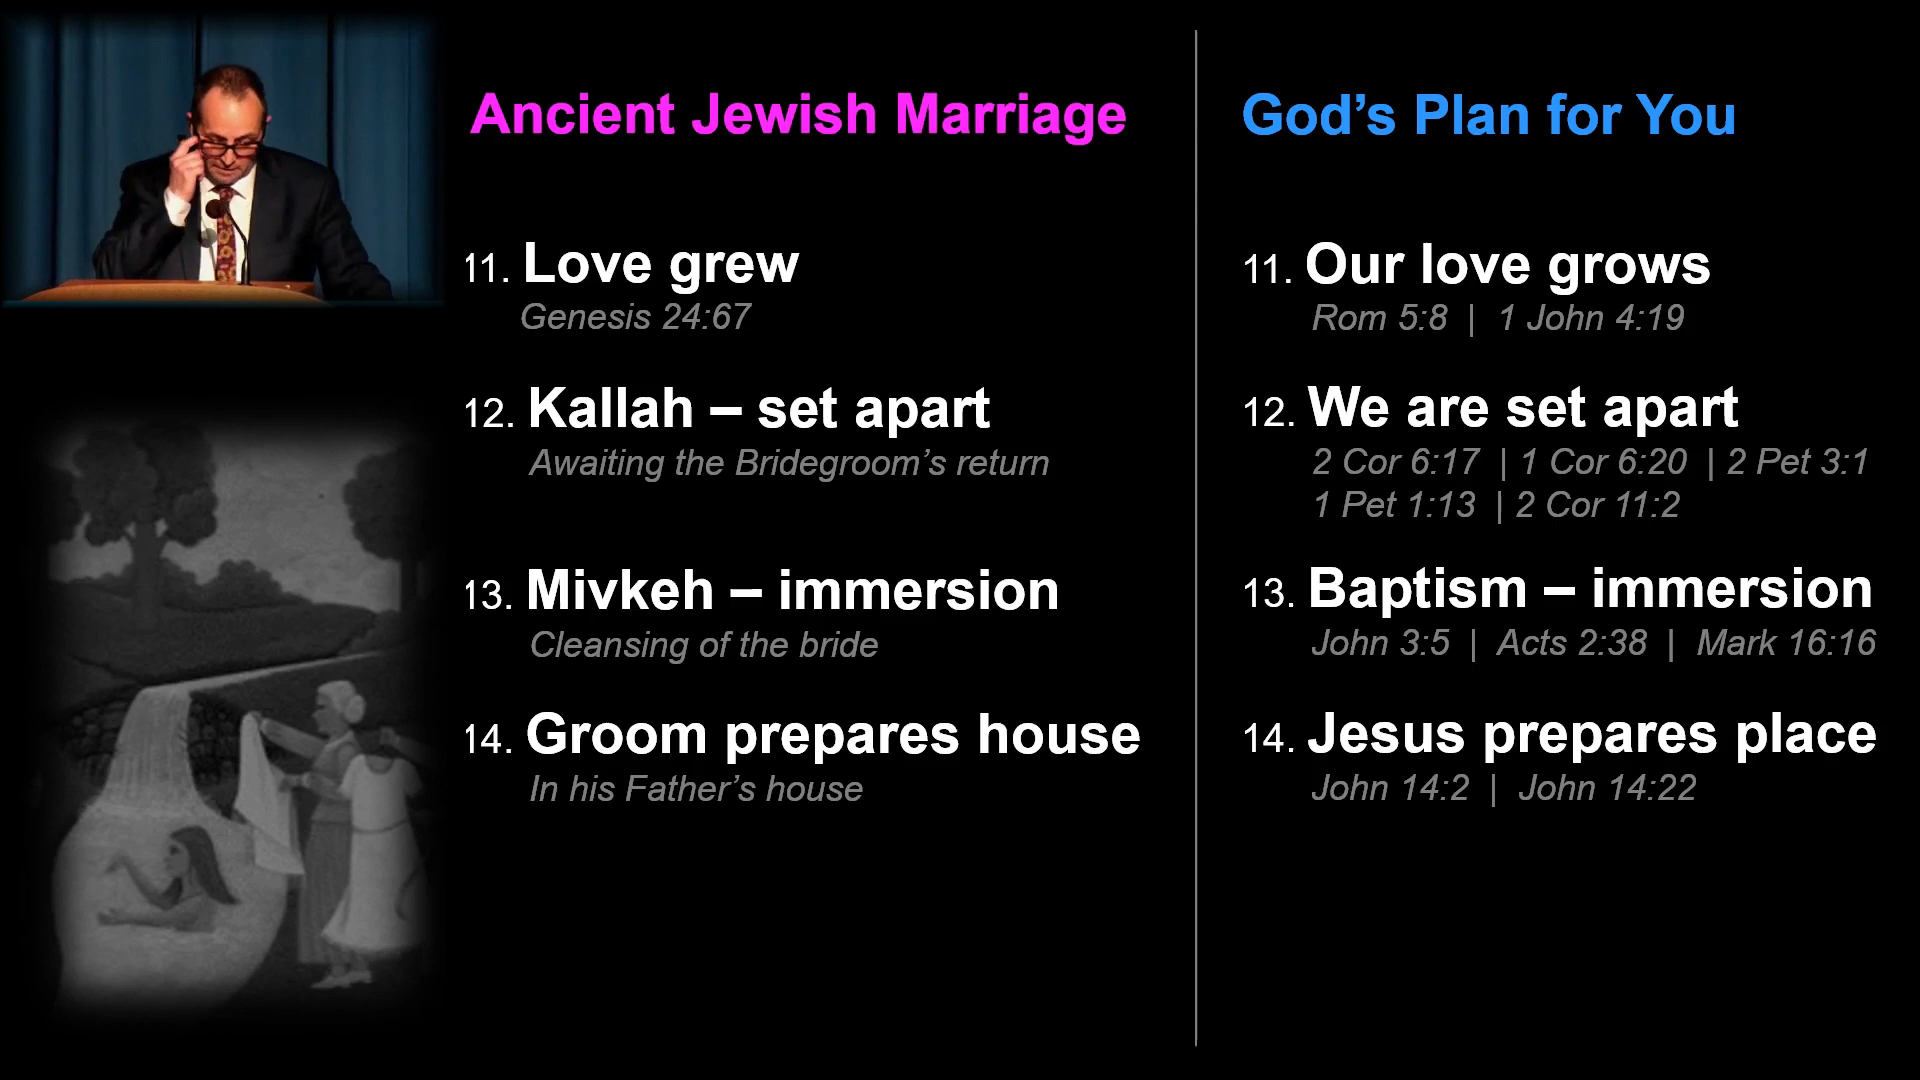 Ancient Jewish Marriage
11. Love grew
Genesis 24:67
12. Kallah – set apart
Awaiting the Bridegroom’s return
13. Mivkeh – immersion
Cleansing of the bride
14. Groom prepares house
In his Father’s house
God’s Plan for You
11. Our love grows
Rom 5:8 | 1 John 4:19
12. We are set apart
2 Cor 6:17 | 1 Cor 6:20 | 2 Pet 3:1
1 Pet 1:13 | 2 Cor 11:2
13. Baptism – immersion
John 3:5 | Acts 2:38 | Mark 16:16
14. Jesus prepares place
John 14:2 | John 14:22